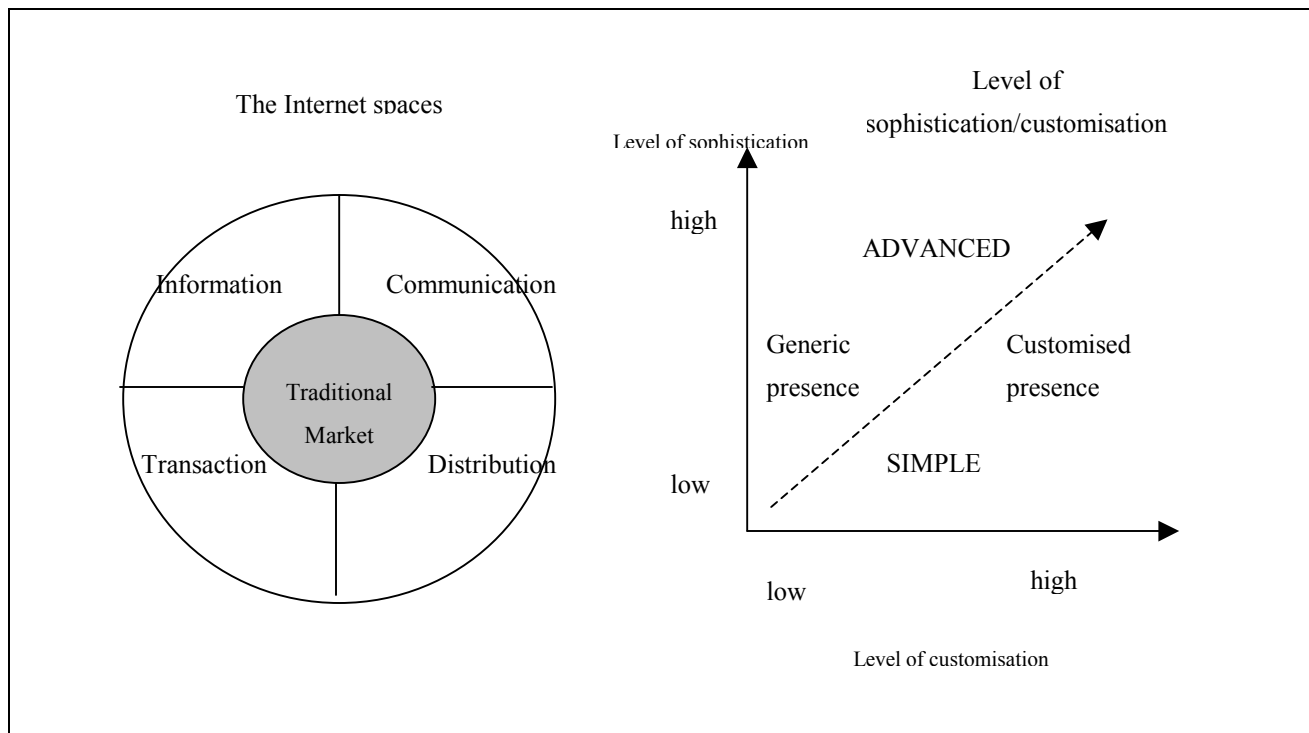 The Internet spaces
Information
Communication
Traditional
Market
Transaction
Distribution
Level of
sophistication/customisation
Level of sophistication
high
ADVANCED
Generic
presence
Customised
presence
SIMPLE
low
low
high
Level of customisation